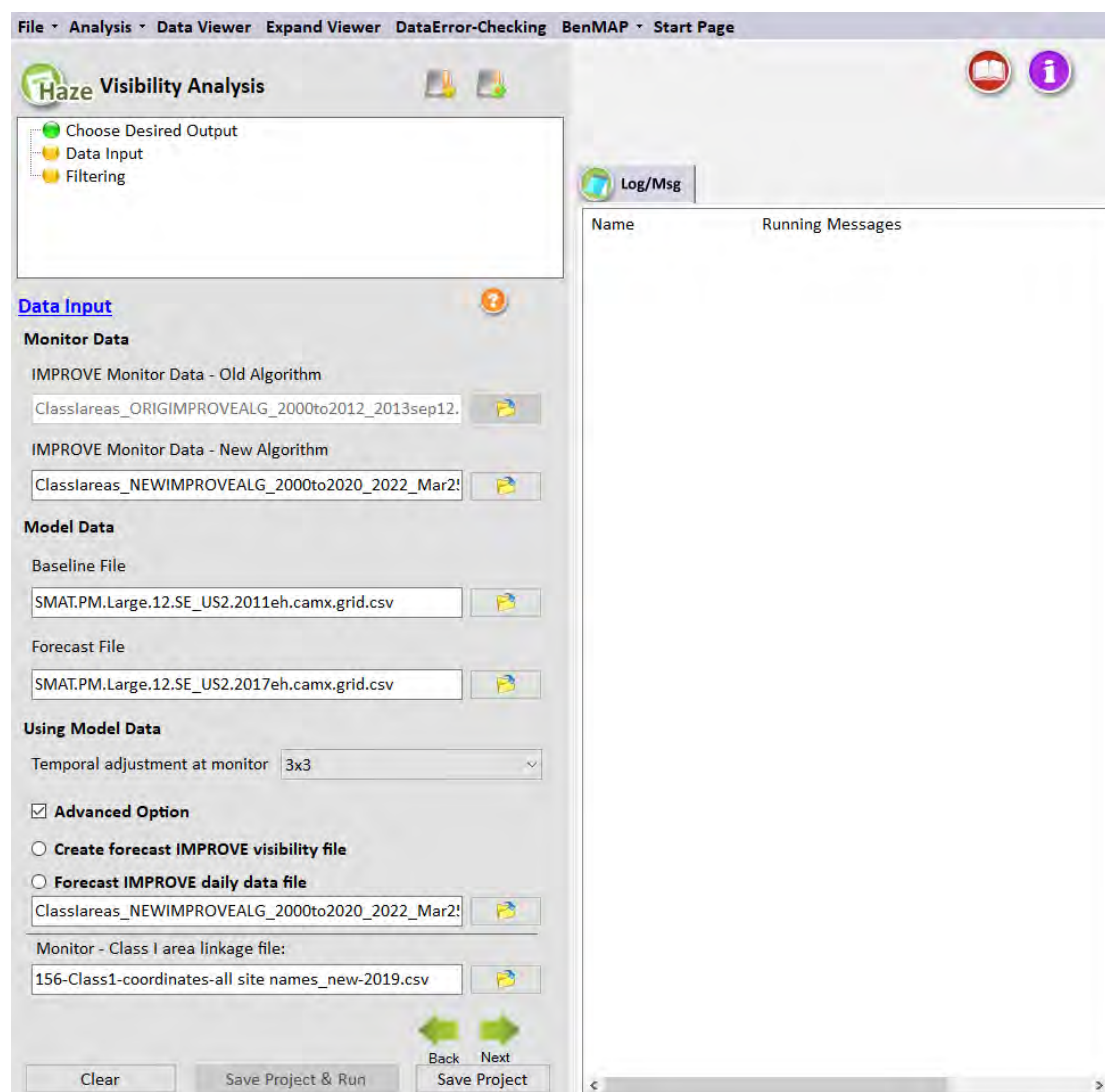 File Analysis Data Viewer Expand Viewer DataError-Checking BenMAP Start Page
Haze Visibility Analysis
Choose Desired Output
Data Input
Filtering
Log/Msg
Name Running Messages
Data Input
Monitor Data
IMPROVE Monitor Data - Old Algorithm
ClassIareas_ORIGIMPROVEALG_2000to2012_2013sep12.
IMPROVE Monitor Data - New Algorithm
ClassIareas_NEWIMPROVEALG_2000to2020_2022_Mar2
Model Data
Baseline File
SMAT.PM.Large.12.SE_US2.2011eh.camx.grid.csv
Forecast File
SMAT.PM.Large.12.SE_US2.2017eh.camx.grid.csv
Using Model Data
Temporal adjustment at monitor 3x3
Advanced Option
Create forecast IMPROVE visibility file
Forecast IMPROVE daily data file
ClassIareas_NEWIMPROVEALG_2000to2020_2022_Mar2
Monitor - Class I area linkage file:
156-Class1-coordinates-all site names_new-2019.csv
Back Next
Clear Save Project & Run Save Project